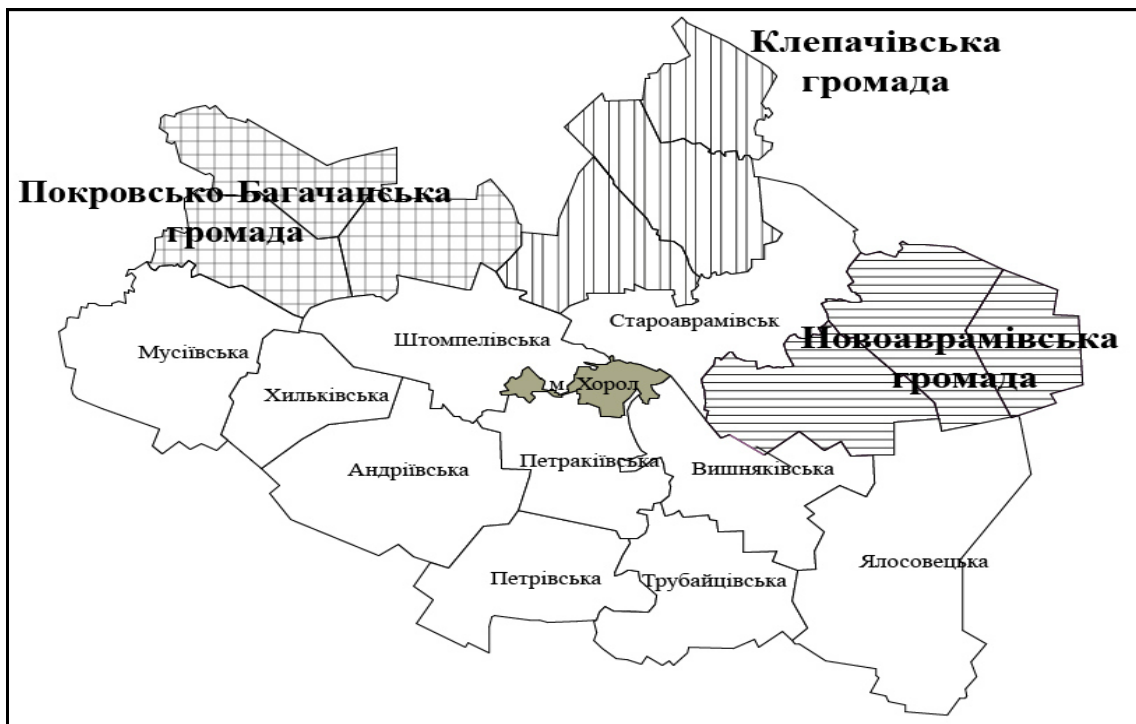 Клепачівська
громада
Покровсько-Багачанська
громада
Староаврамівськ
Новоаврамівська
громада
Мусіївська
Штомпелівська
Хильківська
м. Хорол
Андріївська
Петракіївська
Вишняківська
Ялосовецька
Петрівська
Трубайцівська